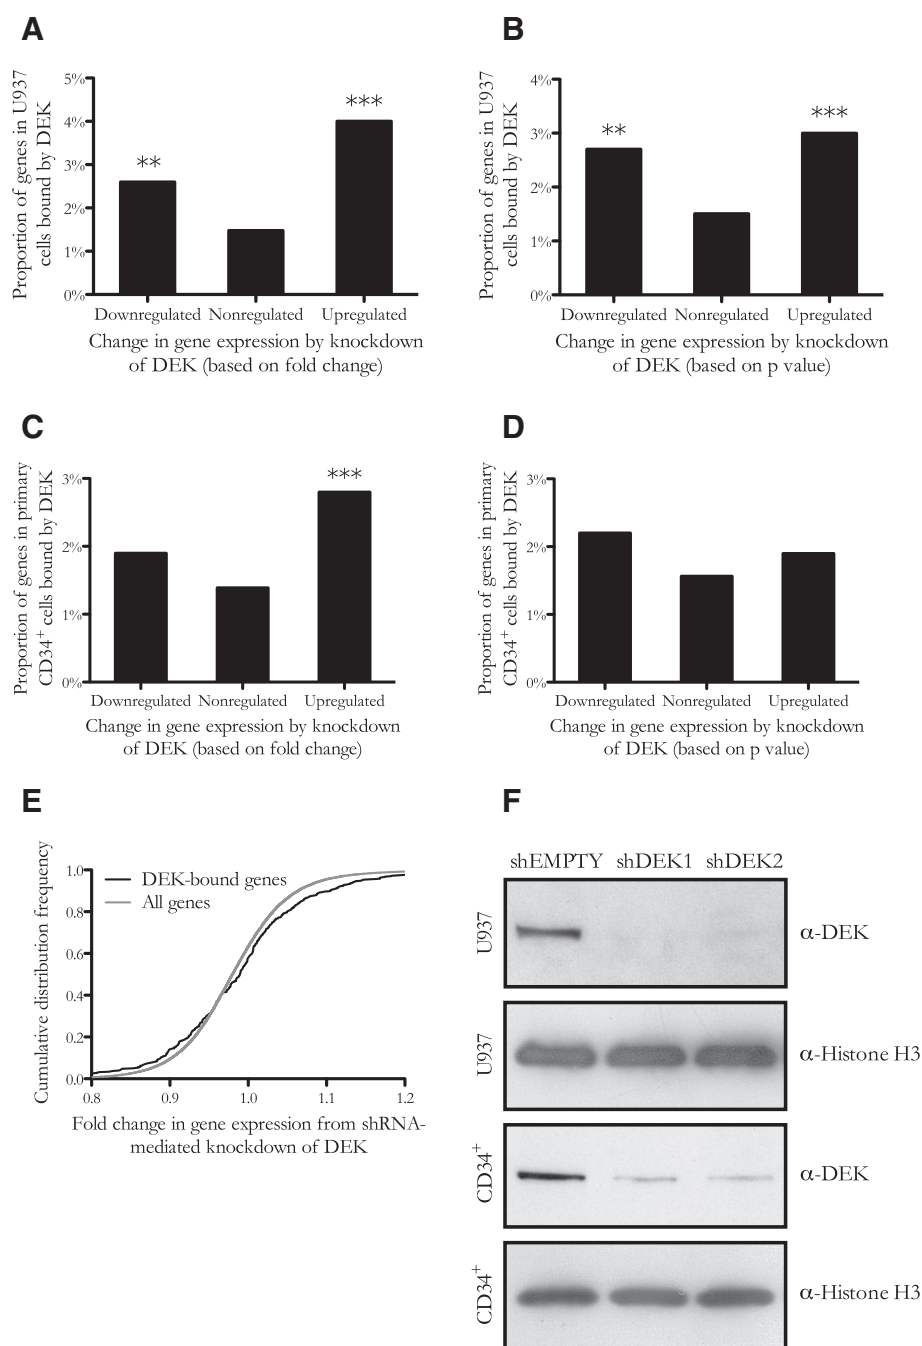 A
Proportion of genes in U937
cells bound by DEK
5%
4%
3%
2%
1%
0%
**
***
Downregulated Nonregulated Upregulated
Change in gene expression by knockdown
of DEK (based on fold change)
B
Proportion of genes in U937
cells bound by DEK
4%
3%
2%
1%
0%
**
***
Downregulated Nonregulated Upregulated
Change in gene expression by knockdown
of DEK (based on p value)
C
Proportion of genes in primary
CD34+ cells bound by DEK
3%
2%
1%
0%
***
Downregulated Nonregulated Upregulated
Change in gene expression by knockdown
of DEK (based on fold change)
D
Proportion of genes in primary
CD34+ cells bound by DEK
3%
2%
1%
0%
Downregulated Nonregulated Upregulated
Change in gene expression by knockdown
of DEK (based on p value)
E
Cumulative distribution frequency
1.0
0.8
0.6
0.4
0.2
0.0
DEK-bound genes
All genes
0.8 0.9 1.0 1.1 1.2
Fold change in gene expression from shRNA-
mediated knockdown of DEK
F
shEMPTY shDEK1 shDEK2
U937
α-DEK
U937
α-Histone H3
CD34+
α-DEK
CD34+
α-Histone H3